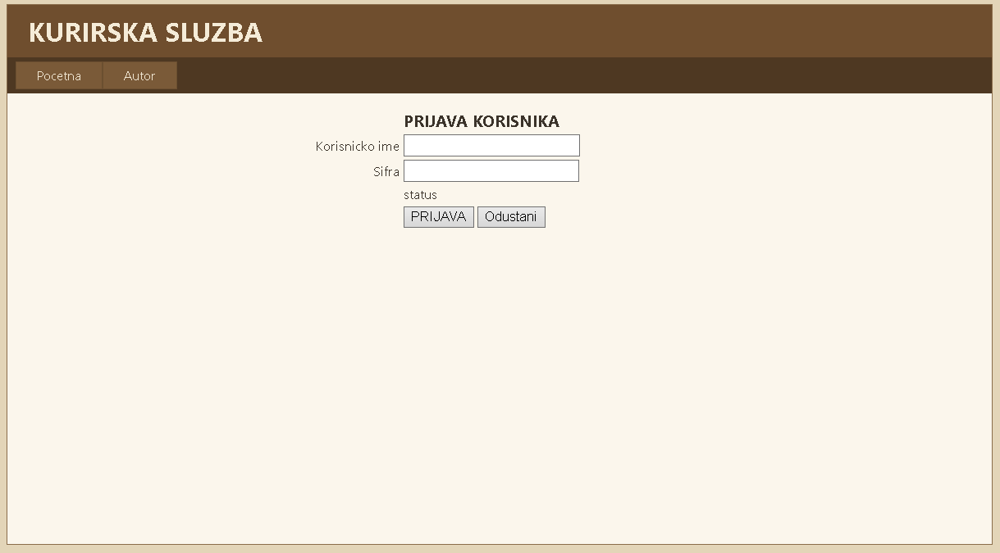 KURIRSKA SLUZBA
Pocetna Autor
PRIJAVA KORISNIKA
Korisnicko ime
Sifra
status
PRIJAVA Odustani